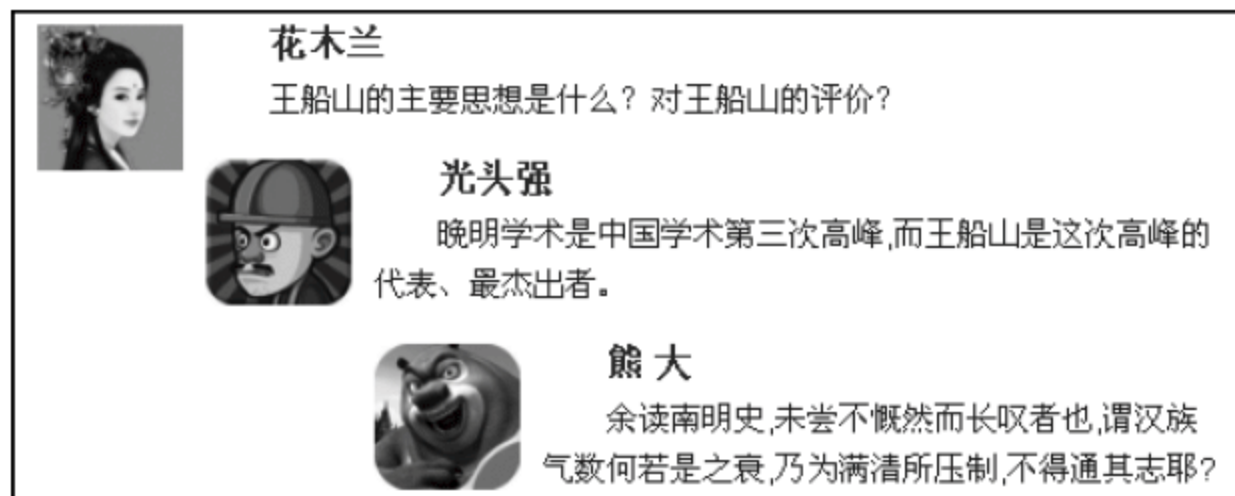 花木兰
王船山的主要思想是什么？对王船山的评价？
光头强
晚明学术是中国学术第三次高峰,而王船山是这次高峰的
代表、最杰出者。
熊 大
余读南明史,未尝不慨然而长叹者也,谓汉族
气数何若是之衰,乃为满清所压制,不得通其志耶?